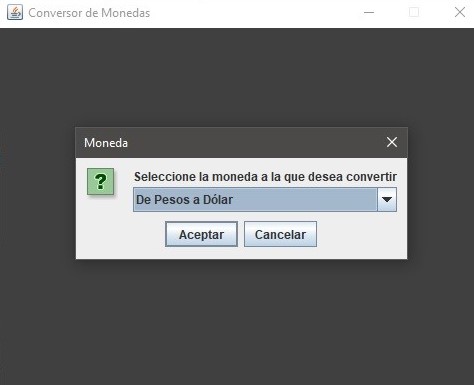 Conversor de Monedas
Moneda
?
Seleccione la moneda a la que desea convertir
De Pesos a Dólar
Aceptar Cancelar